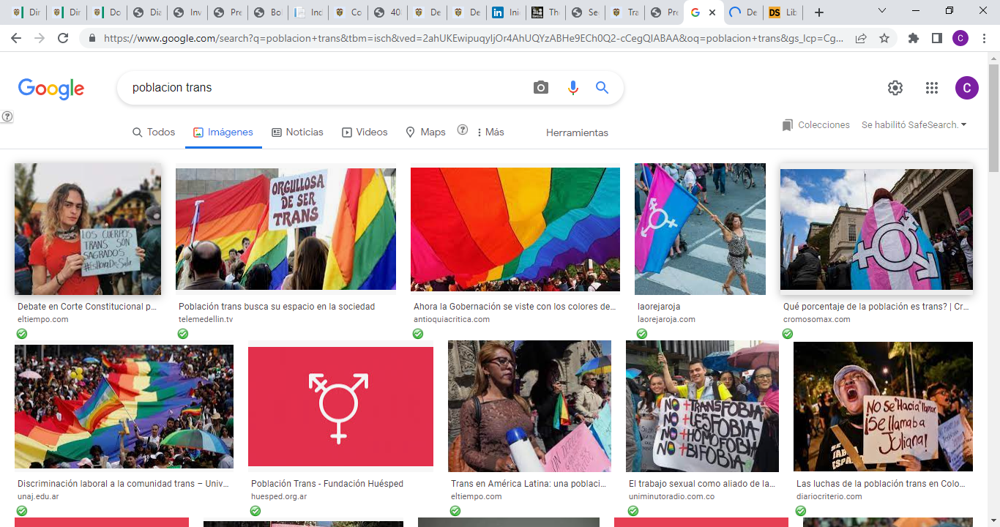 Dir
Dir
Do
Dia
Inv
Pre
Bol
Ind
Co
40
De
De
Ini
Th
Se
Tra
Pre
De
Lib
https://www.google.com/search?q=poblacion+trans&tbm=isch&ved=2ahUKEwipuqyIjOr4AhUQYzABHe9ECh0Q2-cCegQIABAA&oq=poblacion+trans&gs_lcp=Cg...
C
Google
poblacion trans
C
Todos
Imágenes
Noticias
Videos
Maps
Más
Herramientas
Colecciones
Se habilitó SafeSearch.
LOS CUERPOS
TRANS SON
SAGRADOS
ORGULLOSA
DE SER
TRANS
Debate en Corte Constitucional p...
eltiempo.com
Población trans busca su espacio en la sociedad
telemedellin.tv
Ahora la Gobernación se viste con los colores de...
antioquiacritica.com
laorejaroja
laorejaroja.com
Qué porcentaje de la población es trans? | Cr...
cromosomax.com
NO +TRANSFOBIA
NO +LESFOBIA
NO +HOMOFOBIA
NO +BIFOBIA
NO Se "Hacía" llamar
¡Se llamaba
Juliana!
Discriminación laboral a la comunidad trans – Univ...
unaj.edu.ar
Población Trans - Fundación Huésped
huesped.org.ar
Trans en América Latina: una poblaci...
eltiempo.com
El trabajo sexual como aliado de la...
uniminutoradio.com.co
Las luchas de la población trans en Colo...
diariocriterio.com